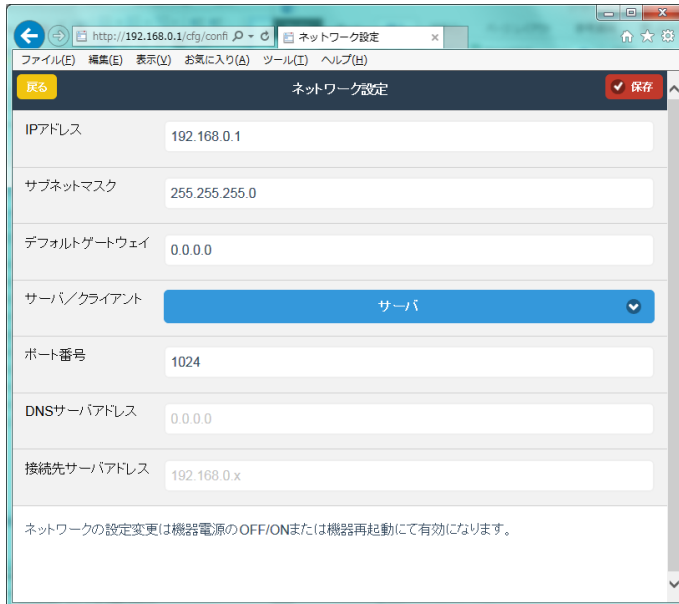 http://192.168.0.1/cfg/confi
ネットワーク設定
ファイル(F) 編集(E) 表示(V) お気に入り(A) ツール(T) ヘルプ(H)
戻る
ネットワーク設定
保存
IPアドレス
192.168.0.1
サブネットマスク
255.255.255.0
デフォルトゲートウェイ
0.0.0.0
サーバ／クライアント
サーバ
ポート番号
1024
DNSサーバアドレス
0.0.0.0
接続先サーバアドレス
192.168.0.x
ネットワークの設定変更は機器電源のOFF/ONまたは機器再起動にて有効になります。